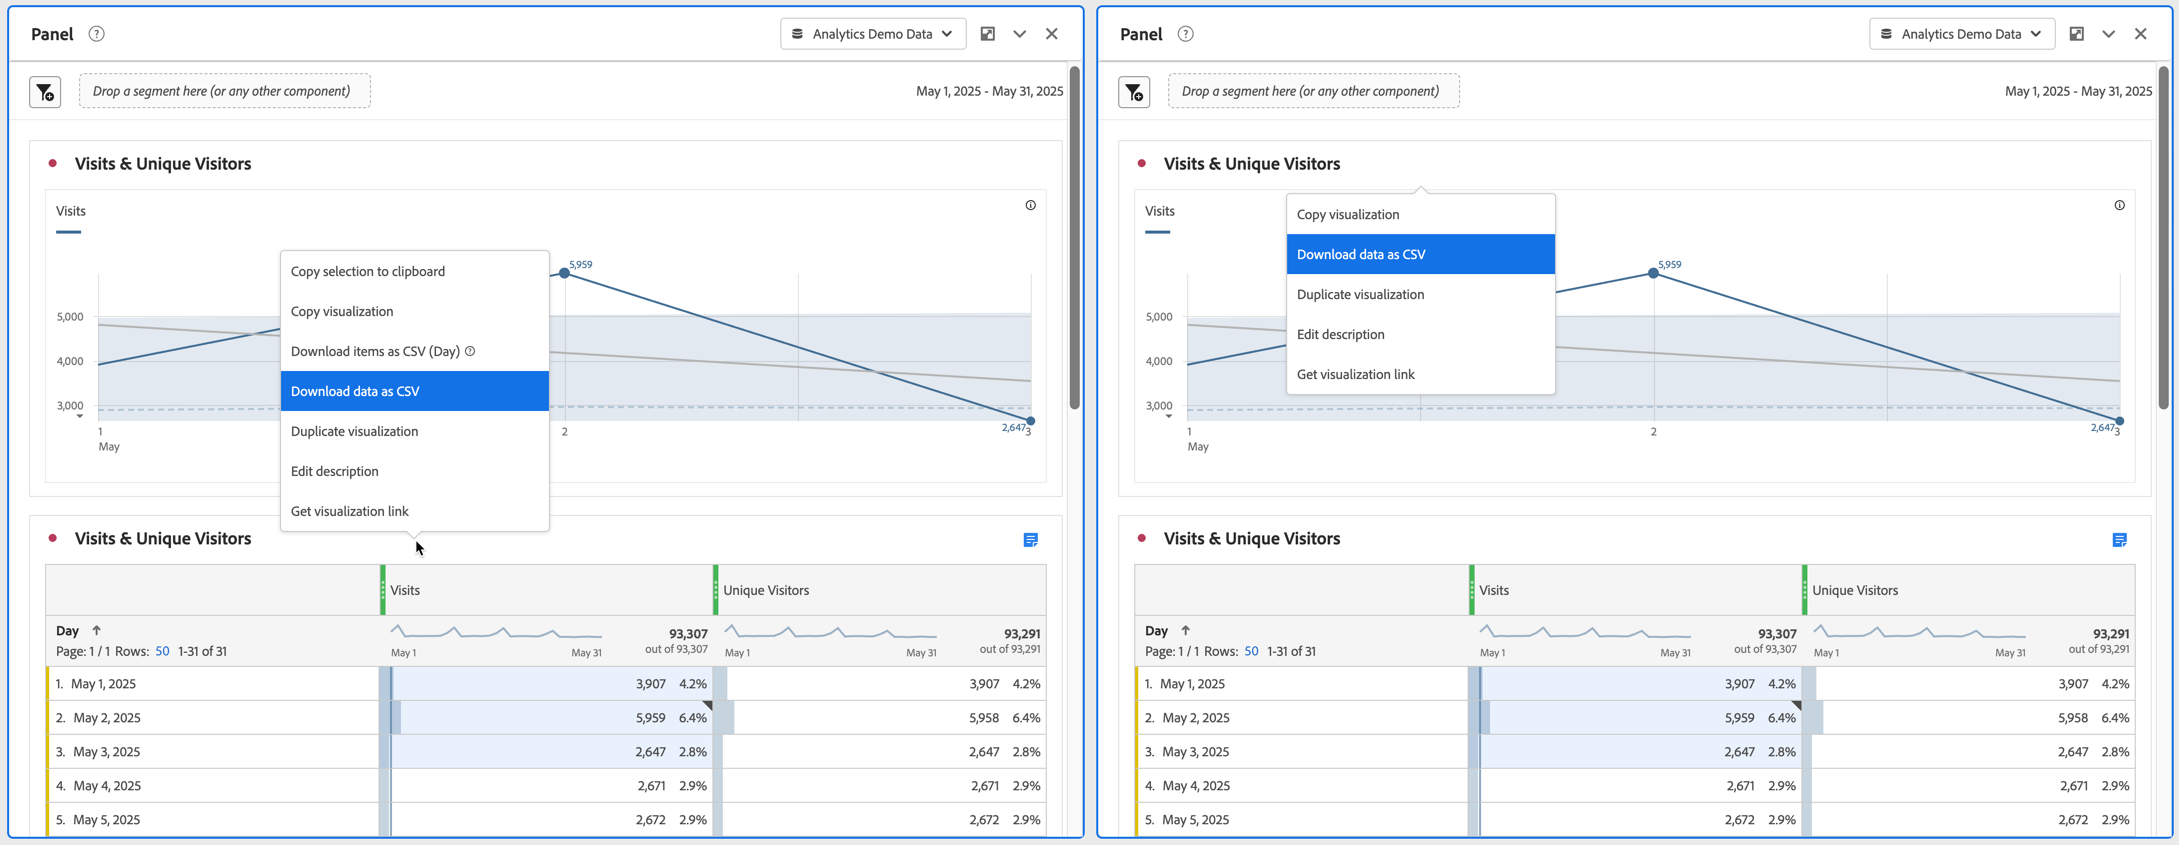 Panel
Analytics Demo Data
Drop a segment here (or any other component)
May 1, 2025 - May 31, 2025
Visits & Unique Visitors
Visits
5,959
5,000
4,000
3,000
1
May
2
2,647
3
Copy selection to clipboard
Copy visualization
Download items as CSV (Day)
Download data as CSV
Duplicate visualization
Edit description
Get visualization link
Visits & Unique Visitors
Visits
Unique Visitors
Day
Page: 1 / 1 Rows: 50 1-31 of 31
May 1
May 31
93,307
out of 93,307
May 1
May 31
93,291
out of 93,291
1. May 1, 2025 3,907 4.2% 3,907 4.2%
2. May 2, 2025 5,959 6.4% 5,958 6.4%
3. May 3, 2025 2,647 2.8% 2,647 2.8%
4. May 4, 2025 2,671 2.9% 2,671 2.9%
5. May 5, 2025 2,672 2.9% 2,672 2.9%
Panel
Analytics Demo Data
Drop a segment here (or any other component)
May 1, 2025 - May 31, 2025
Visits & Unique Visitors
Visits
5,959
5,000
4,000
3,000
1
May
2
2,647
3
Copy visualization
Download data as CSV
Duplicate visualization
Edit description
Get visualization link
Visits & Unique Visitors
Visits
Unique Visitors
Day
Page: 1 / 1 Rows: 50 1-31 of 31
May 1
May 31
93,307
out of 93,307
May 1
May 31
93,291
out of 93,291
1. May 1, 2025 3,907 4.2% 3,907 4.2%
2. May 2, 2025 5,959 6.4% 5,958 6.4%
3. May 3, 2025 2,647 2.8% 2,647 2.8%
4. May 4, 2025 2,671 2.9% 2,671 2.9%
5. May 5, 2025 2,672 2.9% 2,672 2.9%